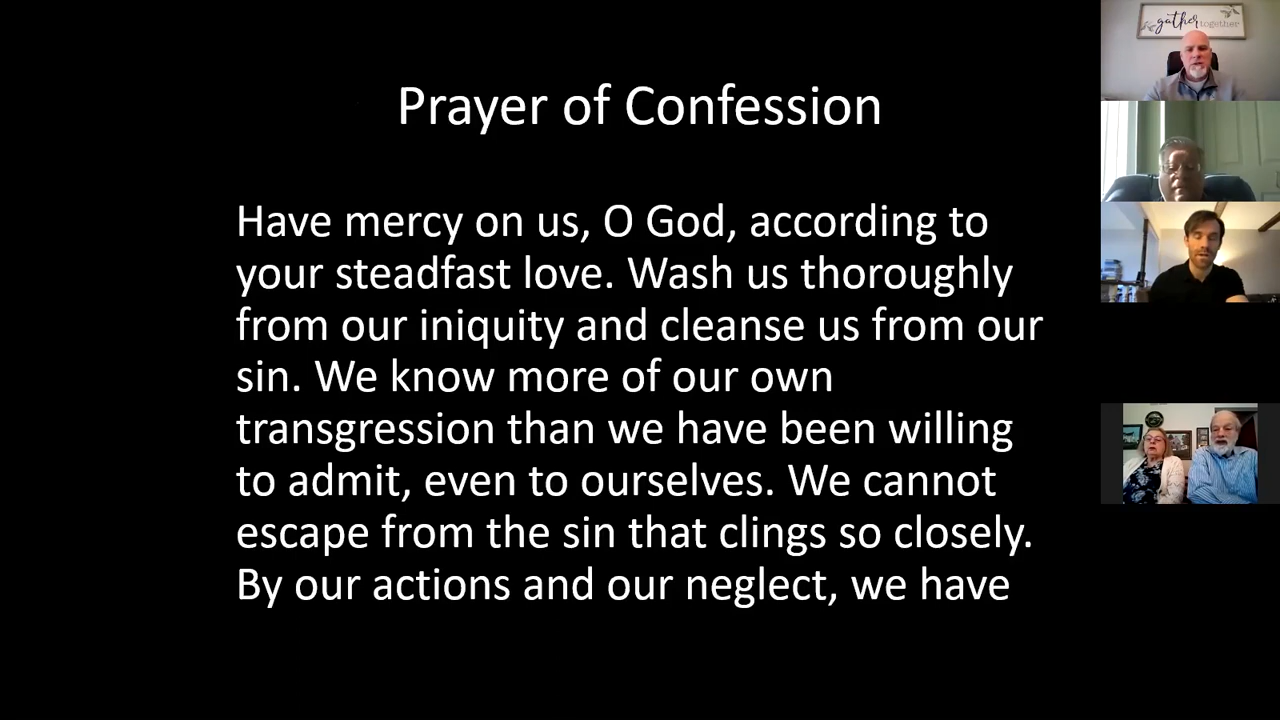 Prayer of Confession
Have mercy on us, O God, according to
your steadfast love. Wash us thoroughly
from our iniquity and cleanse us from our
sin. We know more of our own
transgression than we have been willing
to admit, even to ourselves. We cannot
escape from the sin that clings so closely.
By our actions and our neglect, we have
gather together